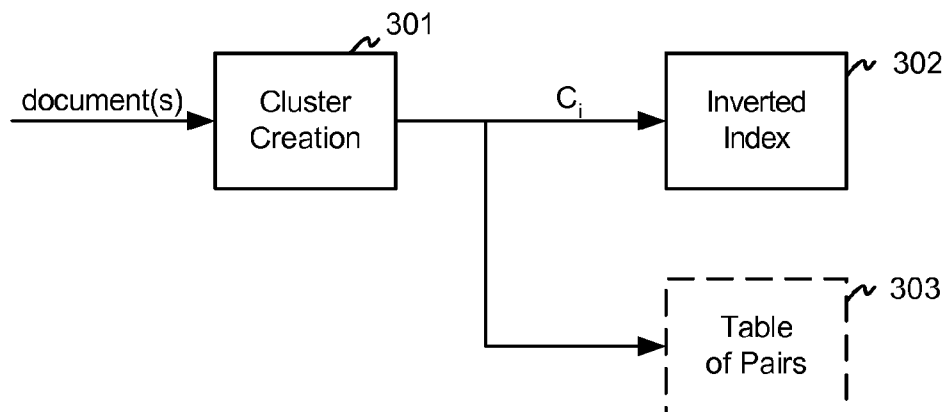 301
document(s)
Cluster
Creation
C_i
302
Inverted
Index
303
Table
of Pairs